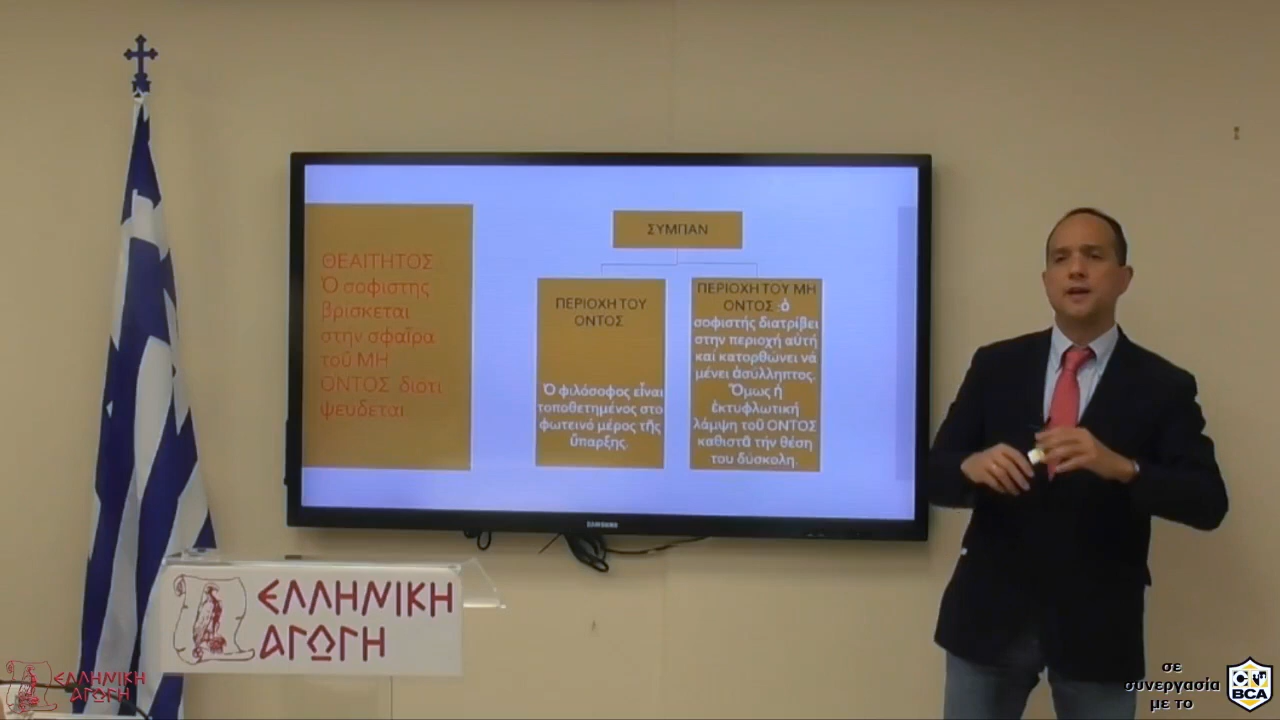 ΘΕΑΙΤΗΤΟΣ
Ὁ σοφιστης
βρίσκεται
στην σφαῖρα
τοῦ ΜΗ
ΟΝΤΟΣ διότι
ψευδεται
ΣΥΜΠΑΝ
ΠΕΡΙΟΧΗ ΤΟΥ
ΟΝΤΟΣ
Ὁ φιλόσοφος εἶναι
τοποθετημένος στο
φωτεινό μέρος τῆς
ὕπαρξης.
ΠΕΡΙΟΧΗ ΤΟΥ ΜΗ
ΟΝΤΟΣ :ὁ
σοφιστής διατρίβει
στην περιοχή αὐτή
καί κατορθώνει νά
μένει ἀσύλληπτος.
Ὅμως ἡ
ἐκτυφλωτική
λάμψη τοῦ ΟΝΤΟΣ
καθιστᾶ τήν θέση
του δύσκολη.
SAMSUNG
ΕΛΛΗΝΙΚΗ
ΑΓΩΓΗ
ΕΛΛΗΝΙΚΗ
ΑΓΩΓΗ
σε
συνεργασία
με το
BCA